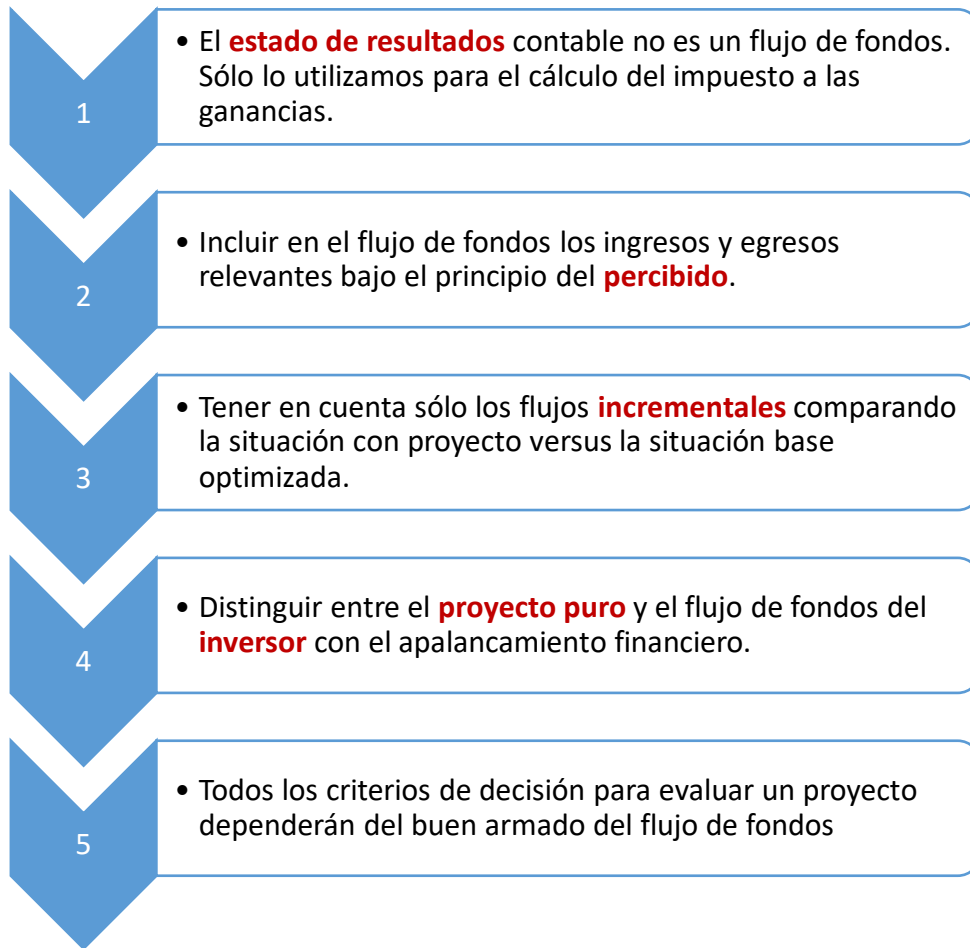 • El estado de resultados contable no es un flujo de fondos.
Sólo lo utilizamos para el cálculo del impuesto a las
ganancias.
1
• Incluir en el flujo de fondos los ingresos y egresos
relevantes bajo el principio del percibido.
2
• Tener en cuenta sólo los flujos incrementales comparando
la situación con proyecto versus la situación base
optimizada.
3
• Distinguir entre el proyecto puro y el flujo de fondos del
inversor con el apalancamiento financiero.
4
• Todos los criterios de decisión para evaluar un proyecto
dependerán del buen armado del flujo de fondos
5